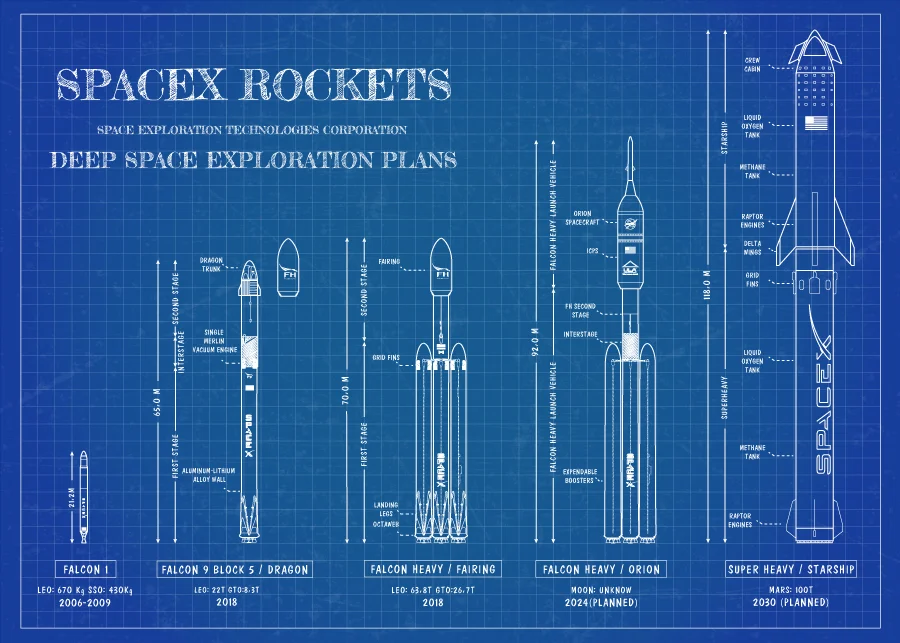 SPACEX ROCKETS
SPACE EXPLORATION TECHNOLOGIES CORPORATION
DEEP SPACE EXPLORATION PLANS
21.2M
FALCON 1
LEO: 670 Kg SSO: 430Kg
2006-2009
65.0 M
SECOND STAGE
INTERSTAGE
FIRST STAGE
DRAGON
TRUNK
SINGLE
MERLIN
VACUUM ENGINE
ALUMINUM-LITHIUM
ALLOY WALL
SPACEX
FH
FALCON 9 BLOCK 5 / DRAGON
LEO: 22T GTO:8.3T
2018
70.0 M
SECOND STAGE
FIRST STAGE
FAIRING
FH
GRID FINS
LANDING
LEGS
OCTAWEB
SPACEX
FALCON HEAVY / FAIRING
LEO: 63.8T GTO:26.7T
2018
92.0 M
FALCON HEAVY LAUNCH VEHICLE
FALCON HEAVY LAUNCH VEHICLE
ORION
SPACECRAFT
ICPS
ULA
FH SECOND
STAGE
INTERSTAGE
EXPENDABLE
BOOSTERS
SPACEX
FALCON HEAVY / ORION
MOON: UNKNOW
2024(PLANNED)
118.0 M
STARSHIP
SUPERHEAVY
CREW
CABIN
LIQUID
OXYGEN
TANK
METHANE
TANK
RAPTOR
ENGINES
DELTA
WINGS
GRID
FINS
LIQUID
OXYGEN
TANK
METHANE
TANK
RAPTOR
ENGINES
SPACEX
SUPER HEAVY / STARSHIP
MARS: 100T
2030 (PLANNED)